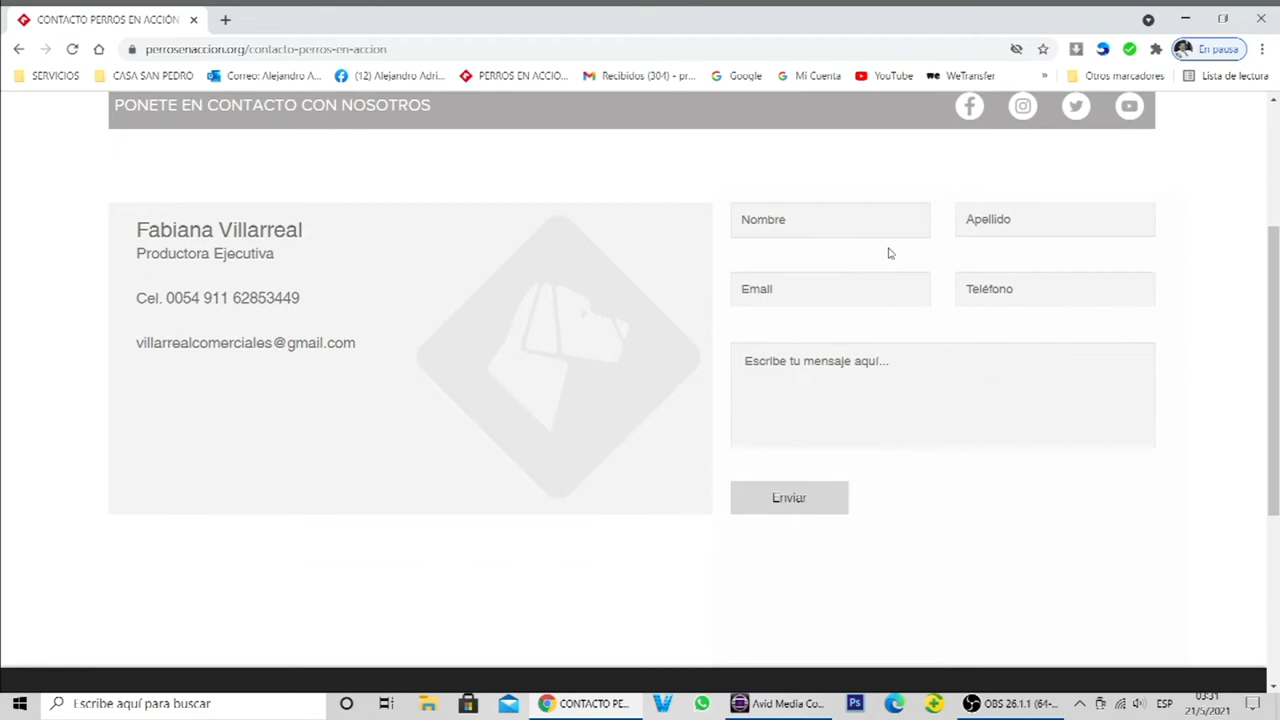 CONTACTO PERROS EN ACCIÓN
perrosenaccion.org/contacto-perros-en-accion
En pausa
SERVICIOS
CASA SAN PEDRO
Correo: Alejandro A...
(12) Alejandro Adri...
PERROS EN ACCIO...
Recibidos (304) - pr...
Google
Mi Cuenta
YouTube
WeTransfer
»
Otros marcadores
Lista de lectura
PONETE EN CONTACTO CON NOSOTROS
Fabiana Villarreal
Productora Ejecutiva
Cel. 0054 911 62853449
villarrealcomerciales@gmail.com
Nombre
Apellido
Email
Teléfono
Escribe tu mensaje aquí...
Enviar
Escribe aquí para buscar
CONTACTO PE...
Avid Media Co...
Ps
OBS 26.1.1 (64-...
ESP
03:31
21/5/2021